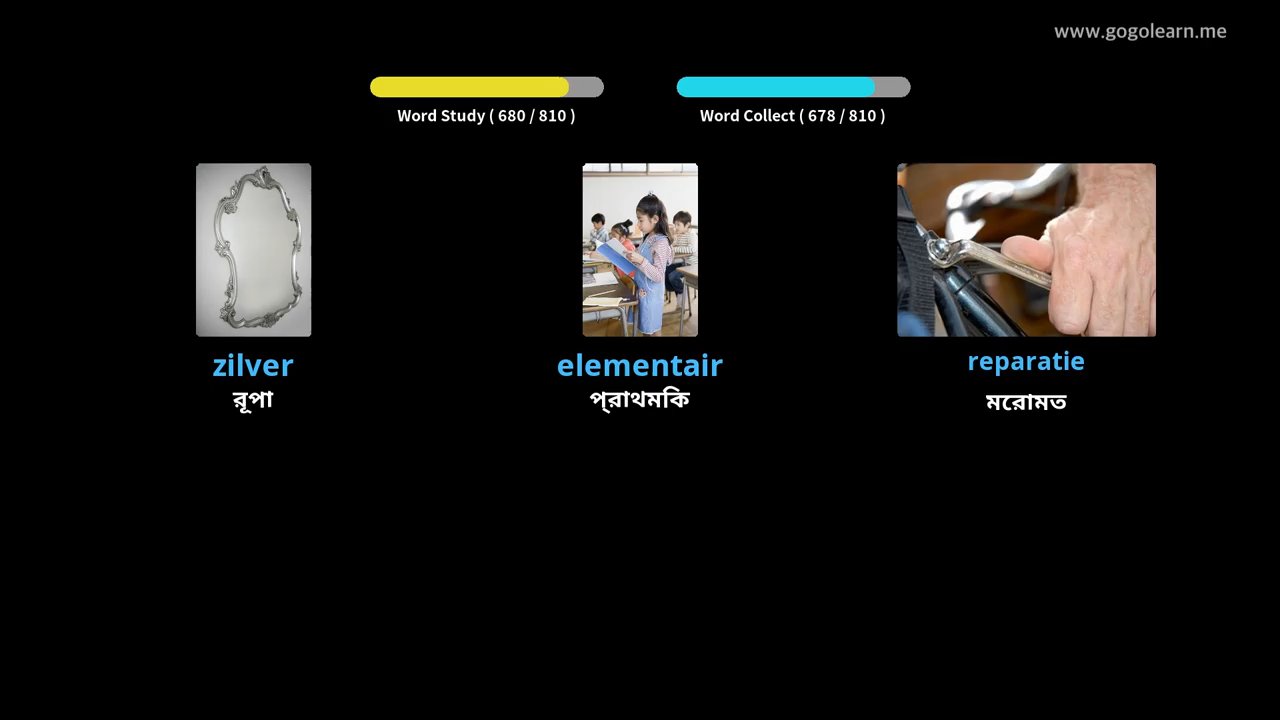 www.gogolearn.me
Word Study ( 680 / 810 )
Word Collect ( 678 / 810 )
zilver
elementair
reparatie
রূপা
প্রাথমিক
মেরামত